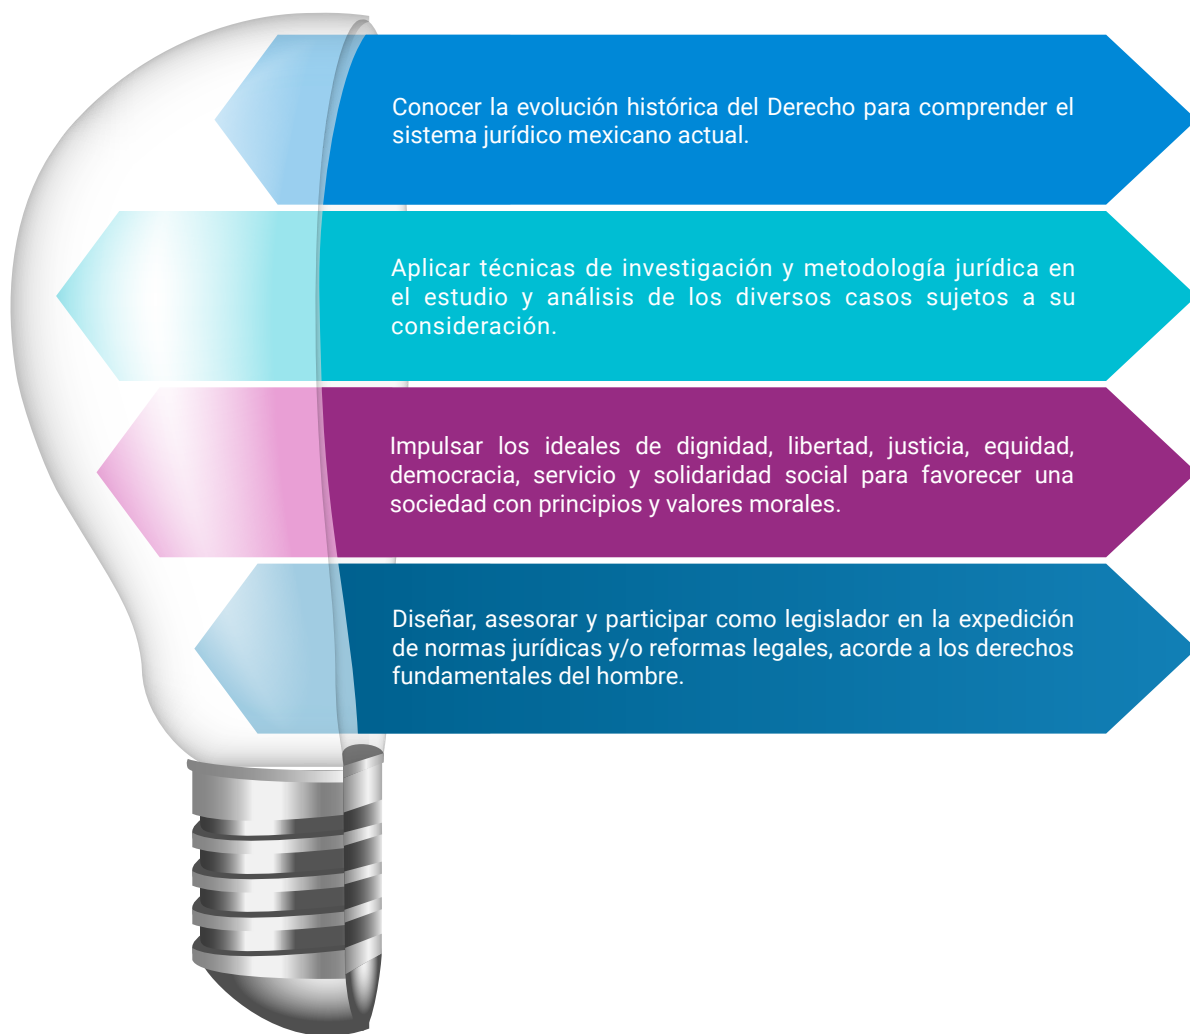 Conocer la evolución histórica del Derecho para comprender el
sistema jurídico mexicano actual.
Aplicar técnicas de investigación y metodología jurídica en
el estudio y análisis de los diversos casos sujetos a su
consideración.
Impulsar los ideales de dignidad, libertad, justicia, equidad,
democracia, servicio y solidaridad social para favorecer una
sociedad con principios y valores morales.
Diseñar, asesorar y participar como legislador en la expedición
de normas jurídicas y/o reformas legales, acorde a los derechos
fundamentales del hombre.